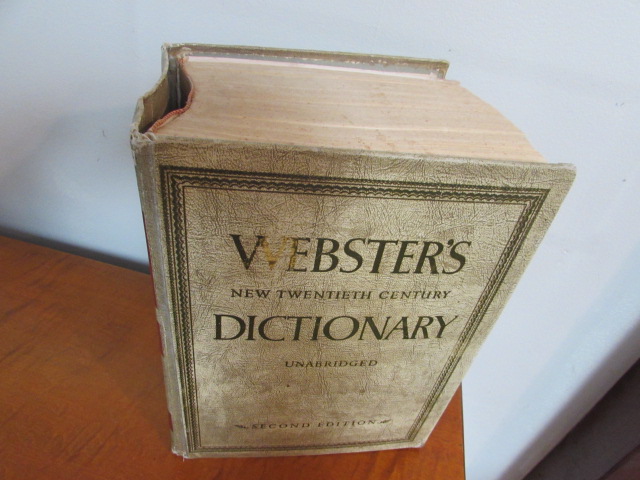 WEBSTER'S
NEW TWENTIETH CENTURY
DICTIONARY
UNABRIDGED
SECOND EDITION